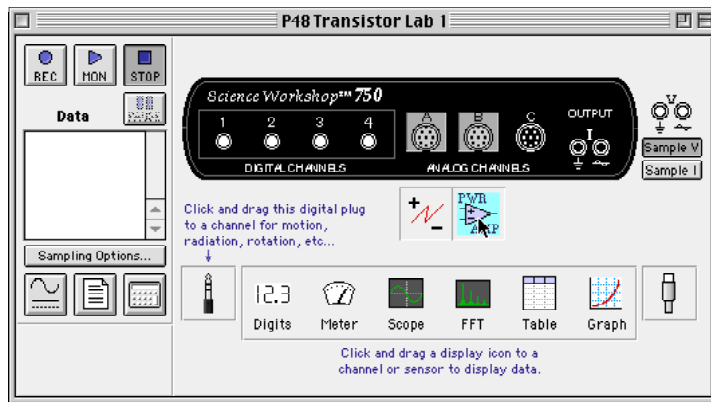 P48 Transistor Lab 1
REC MON STOP
Data
Science Workshop™ 750
1 2 3 4 A B C OUTPUT V
I
DIGITAL CHANNELS ANALOG CHANNELS
Sample V
Sample I
Click and drag this digital plug
to a channel for motion,
radiation, rotation, etc...
+ -
PWR
AMP
Sampling Options...
12.3
Digits Meter Scope FFT Table Graph
Click and drag a display icon to a
channel or sensor to display data.